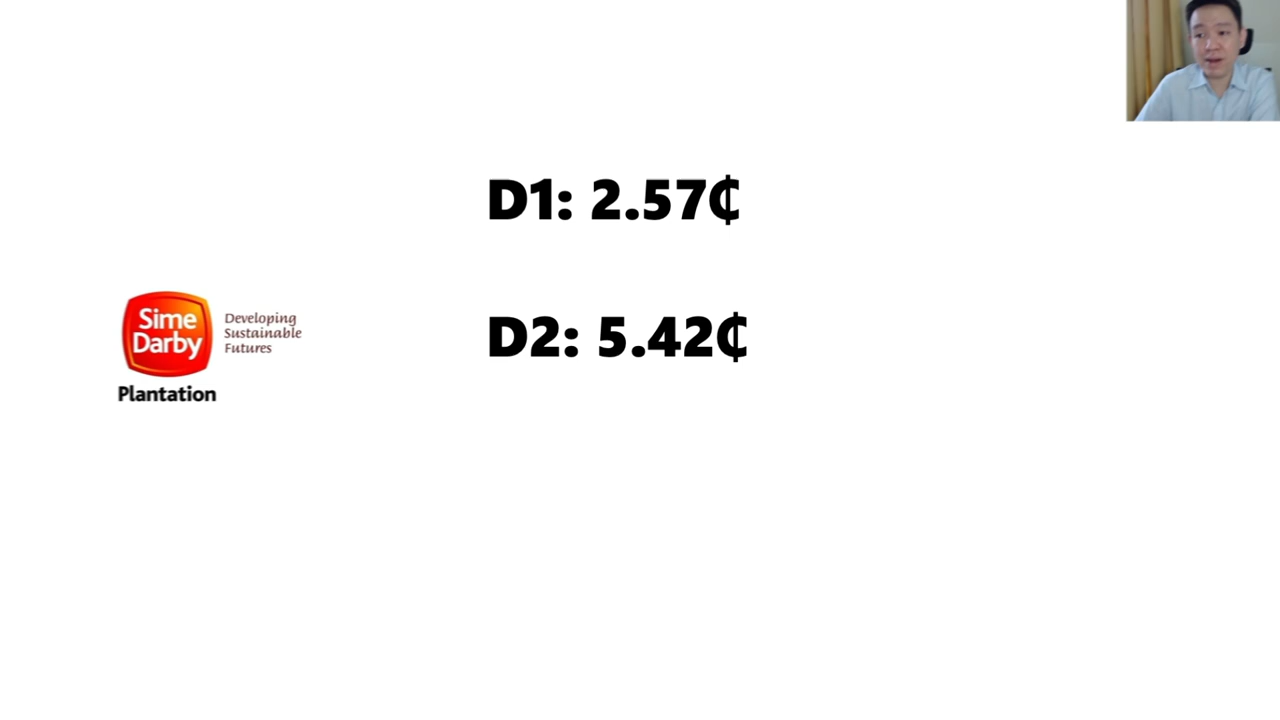 D1: 2.57₵
D2: 5.42₵
Sime
Darby
Developing
Sustainable
Futures
Plantation